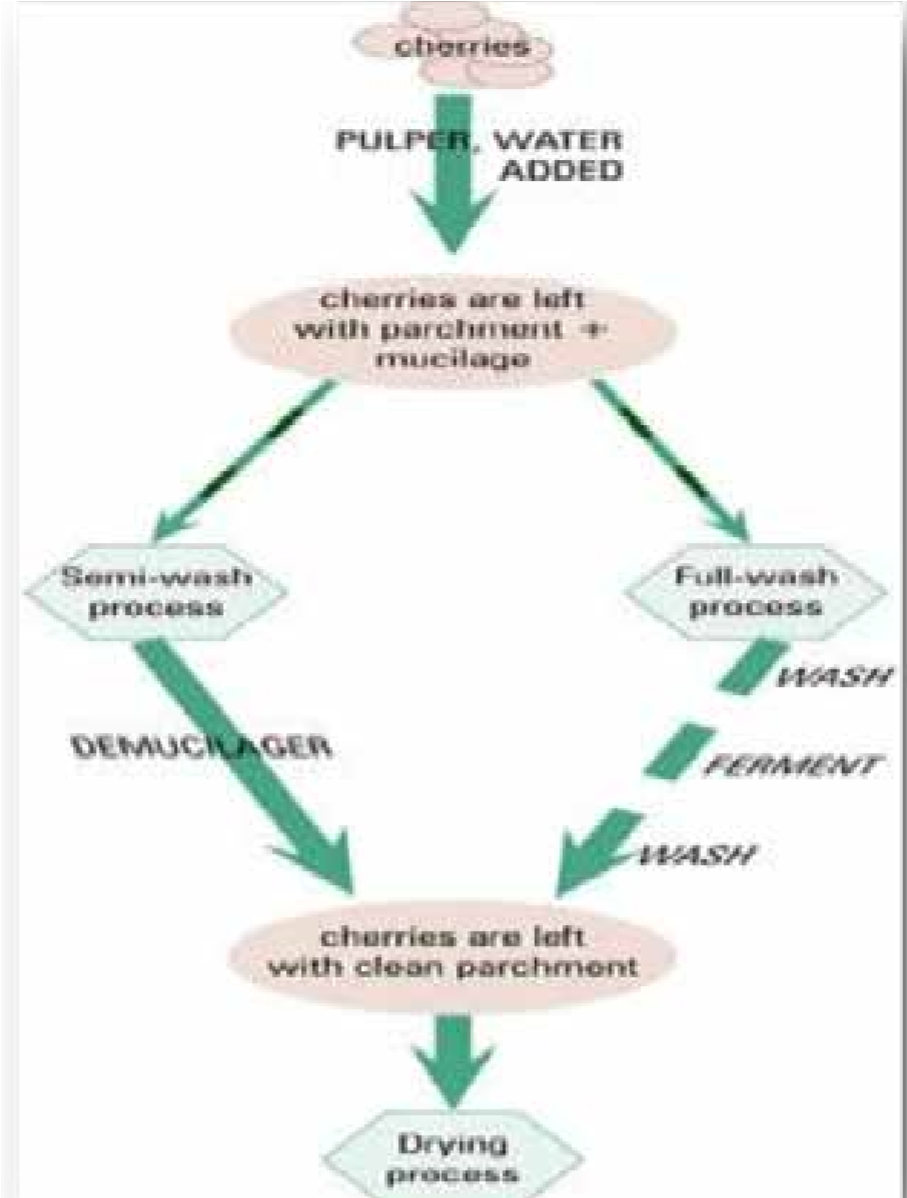 cherries
PULPER, WATER
ADDED
cherries are left
with parchment +
mucilage
Semi-wash
process
Full-wash
process
WASH
DEMUCILAGER
FERMENT
WASH
cherries are left
with clean parchment
Drying
process